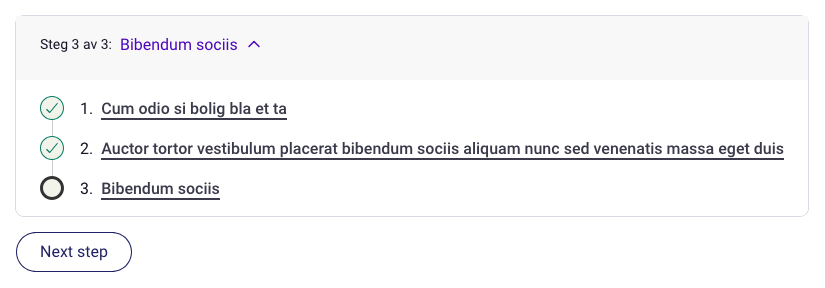 Steg 3 av 3: Bibendum sociis
1. Cum odio si bolig bla et ta
2. Auctor tortor vestibulum placerat bibendum sociis aliquam nunc sed venenatis massa eget duis
3. Bibendum sociis
Next step